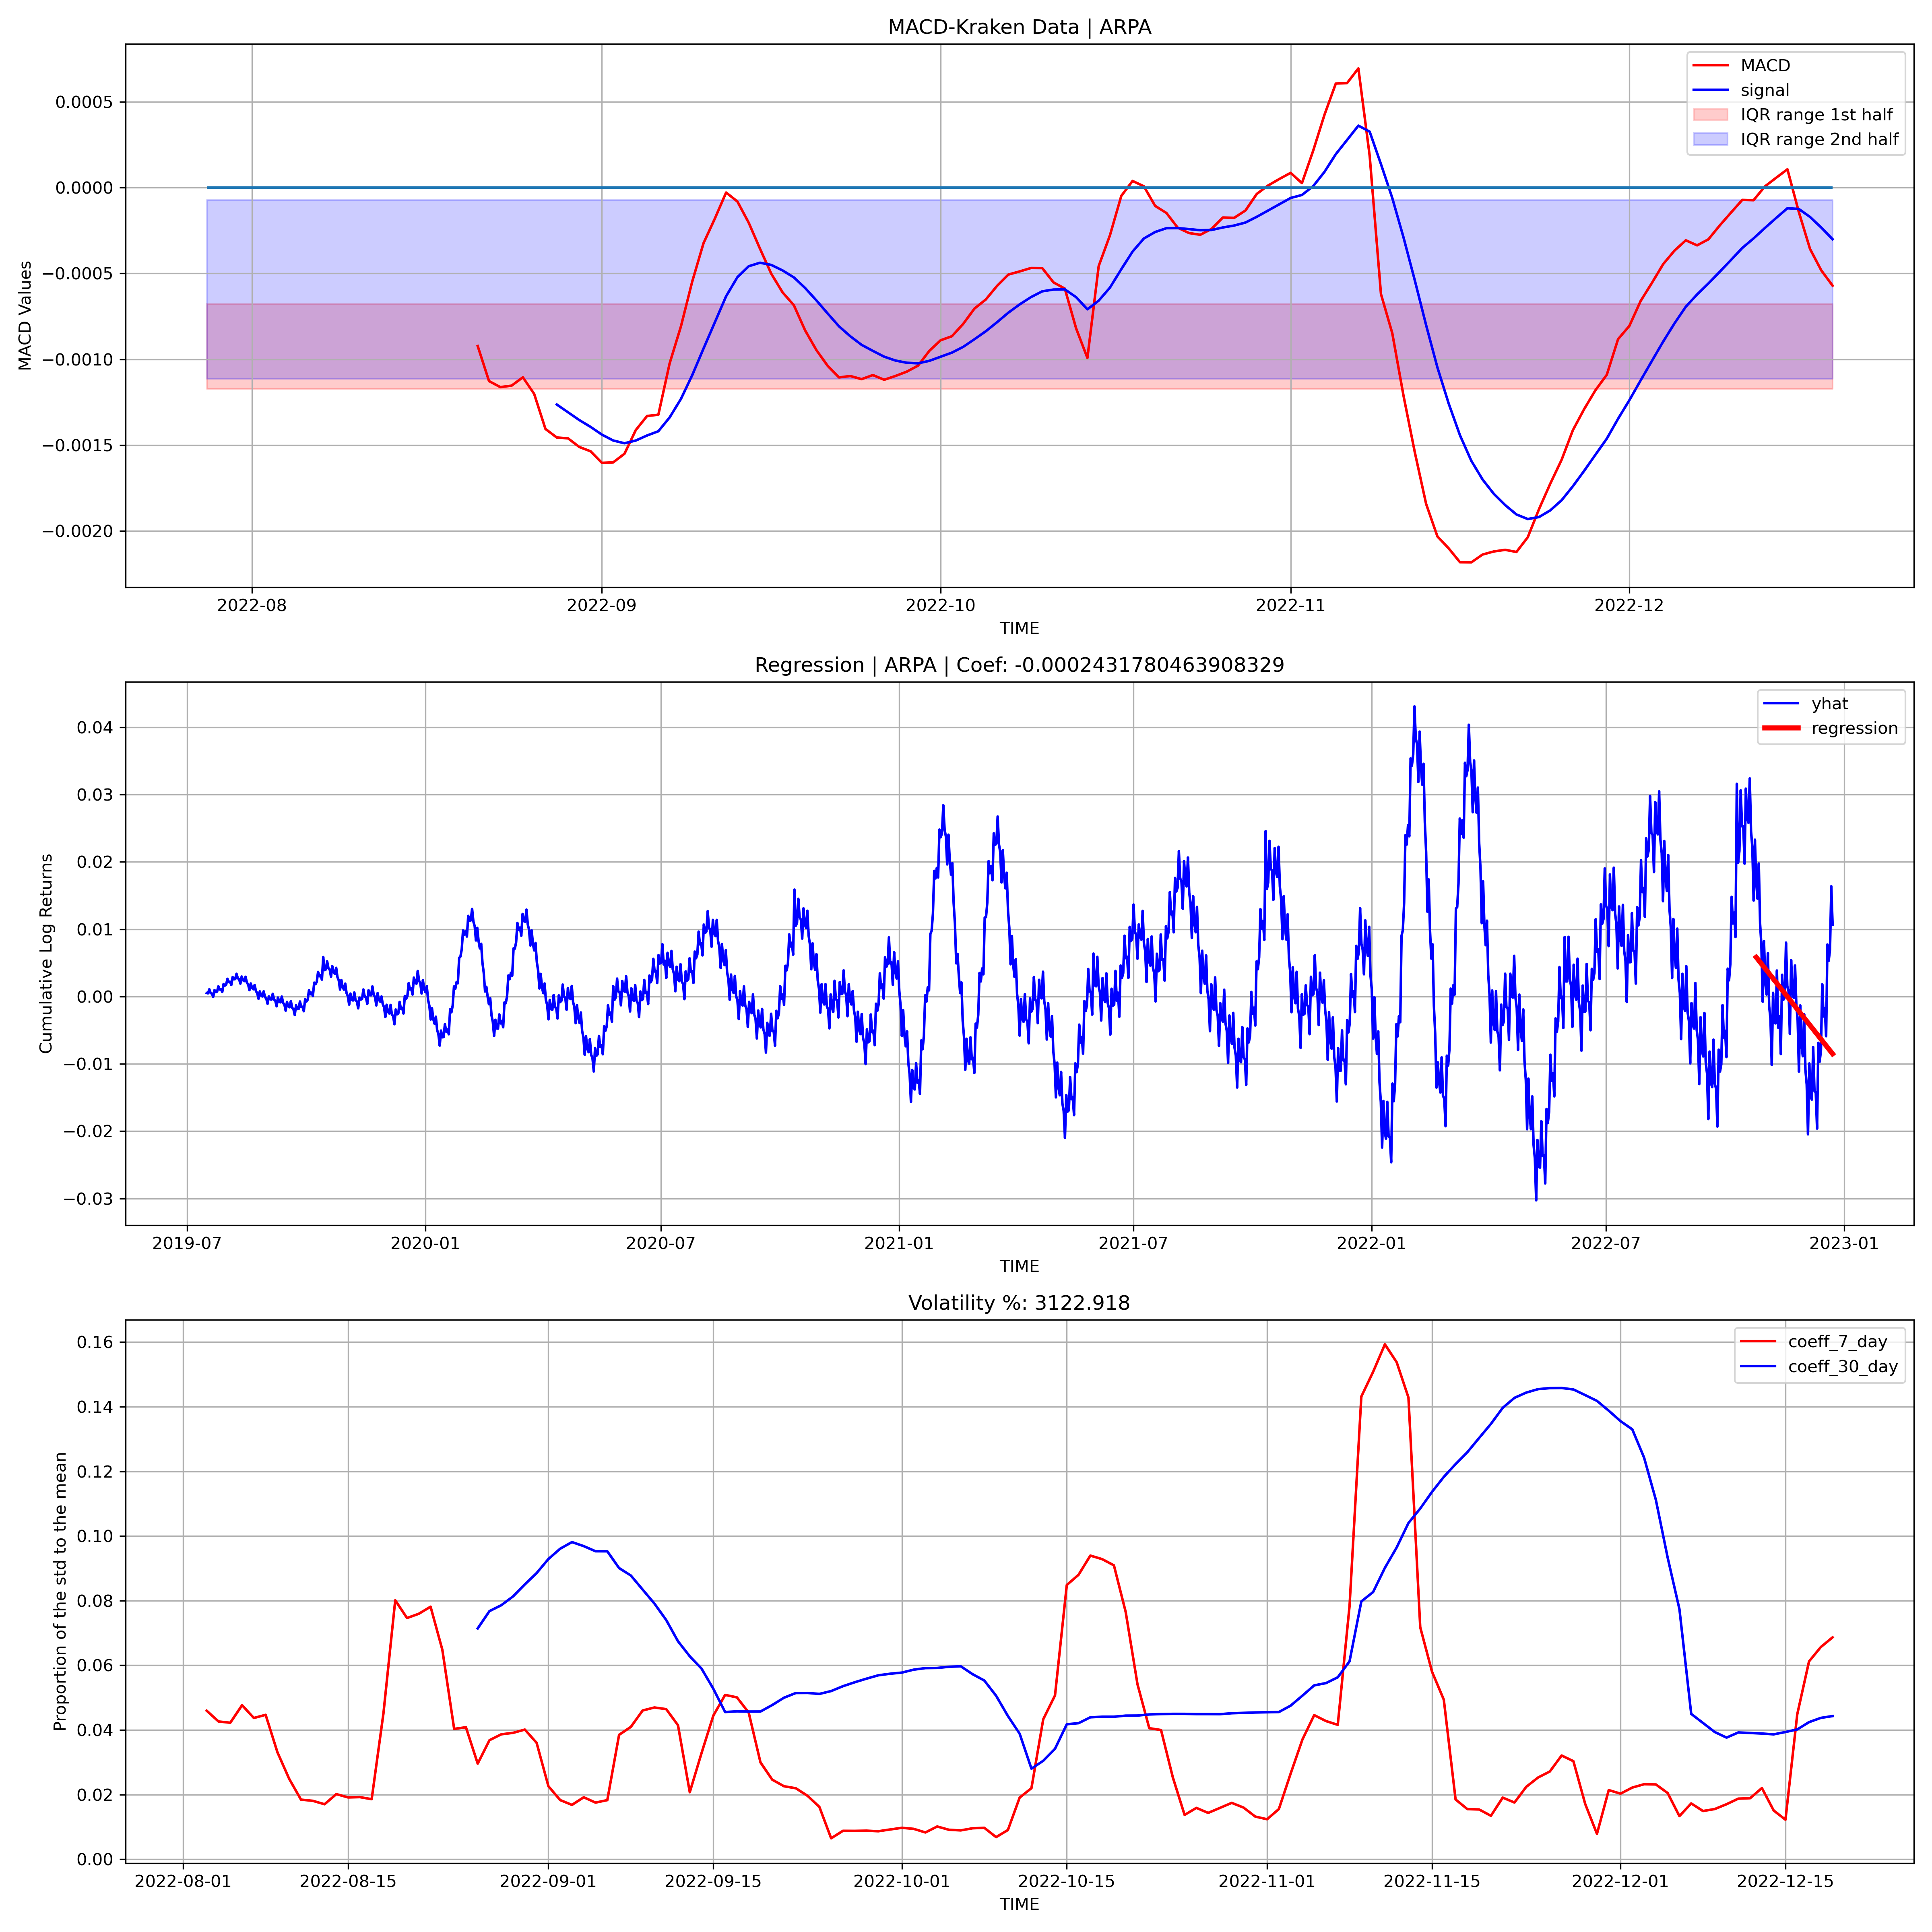 MACD-Kraken Data | ARPA
MACD
signal
IQR range 1st half
IQR range 2nd half
0.0005
0.0000
−0.0005
−0.0010
−0.0015
−0.0020
MACD Values
2022-08 2022-09 2022-10 2022-11 2022-12
TIME
Regression | ARPA | Coef: -0.0002431780463908329
yhat
regression
0.04
0.03
0.02
0.01
0.00
−0.01
−0.02
−0.03
Cumulative Log Returns
2019-07 2020-01 2020-07 2021-01 2021-07 2022-01 2022-07 2023-01
TIME
Volatility %: 3122.918
coeff_7_day
coeff_30_day
0.16
0.14
0.12
0.10
0.08
0.06
0.04
0.02
0.00
Proportion of the std to the mean
2022-08-01 2022-08-15 2022-09-01 2022-09-15 2022-10-01 2022-10-15 2022-11-01 2022-11-15 2022-12-01 2022-12-15
TIME